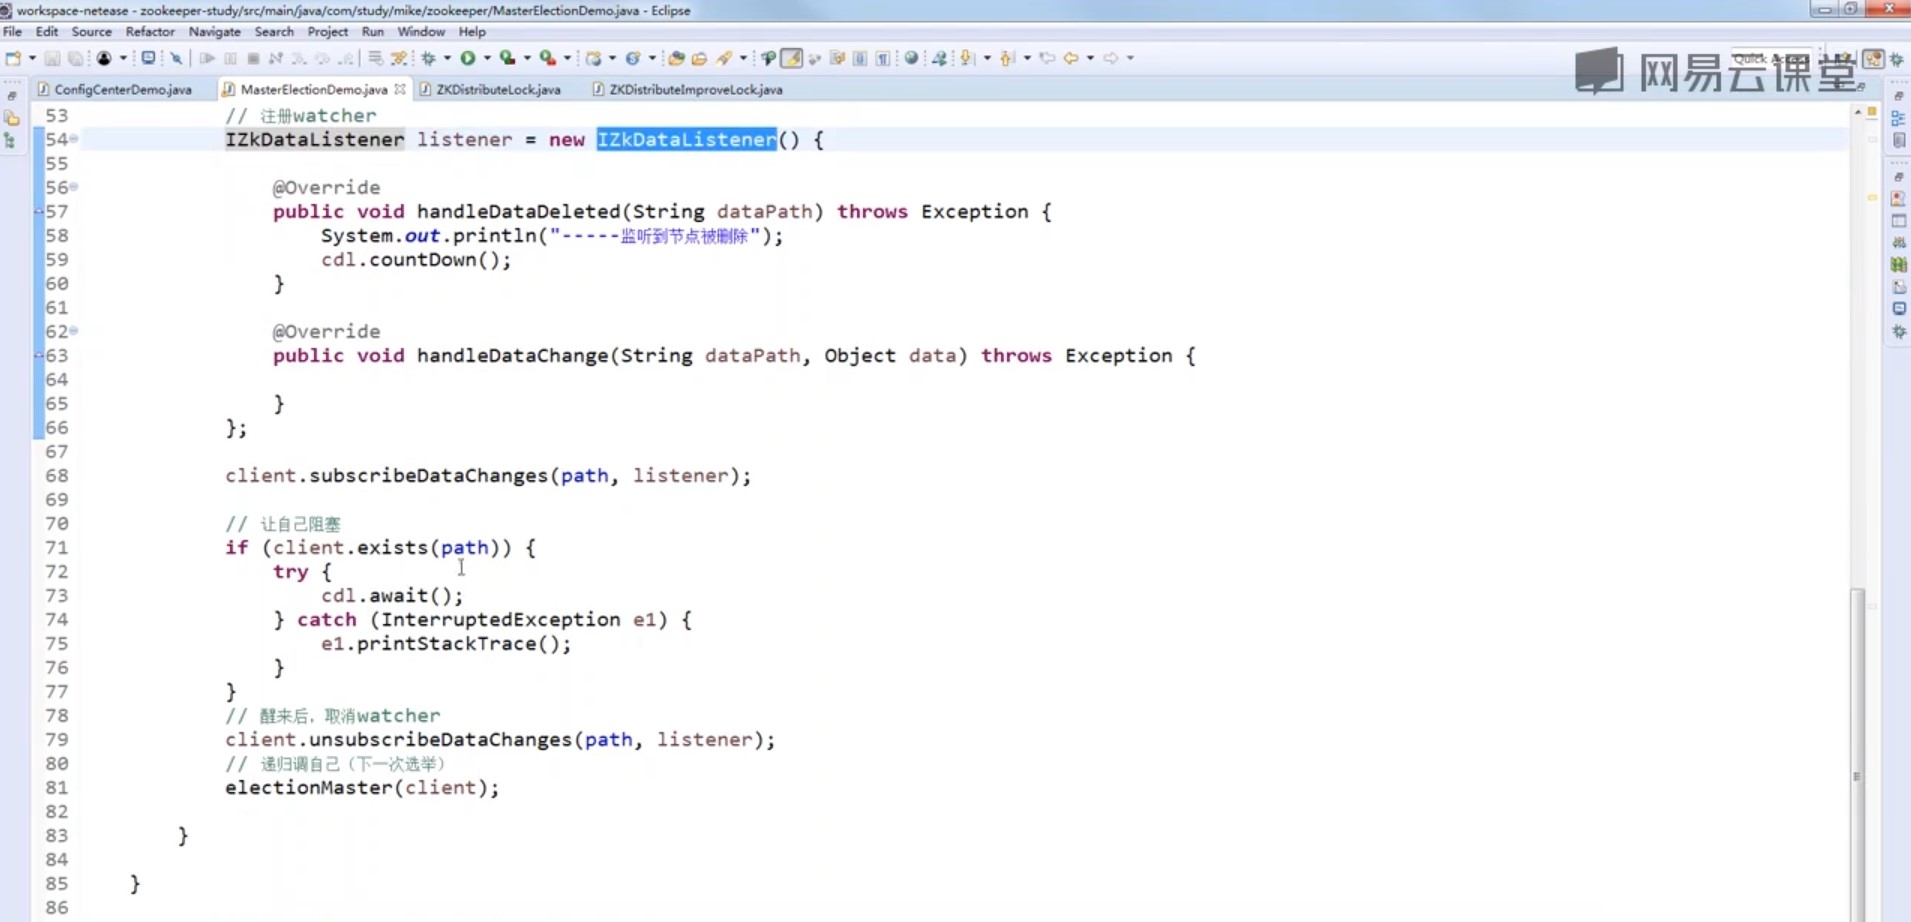 workspace-netease - zookeeper-study/src/main/java/com/study/mike/zookeeper/MasterElectionDemo.java - Eclipse
File Edit Source Refactor Navigate Search Project Run Window Help
Quick Access
网易云课堂
ConfigCenterDemo.java MasterElectionDemo.java ZKDistributeLock.java ZKDistributeImproveLock.java
53 // 注册watcher
54 IZkDataListener listener = new IZkDataListener() {
55
56 @Override
57 public void handleDataDeleted(String dataPath) throws Exception {
58 System.out.println("-----监听到节点被删除");
59 cdl.countDown();
60 }
61
62 @Override
63 public void handleDataChange(String dataPath, Object data) throws Exception {
64
65 }
66 };
67
68 client.subscribeDataChanges(path, listener);
69
70 // 让自己阻塞
71 if (client.exists(path)) {
72 try {
73 cdl.await();
74 } catch (InterruptedException e1) {
75 e1.printStackTrace();
76 }
77 }
78 // 醒来后，取消watcher
79 client.unsubscribeDataChanges(path, listener);
80 // 递归调自己（下一次选举）
81 electionMaster(client);
82
83 }
84
85 }
86